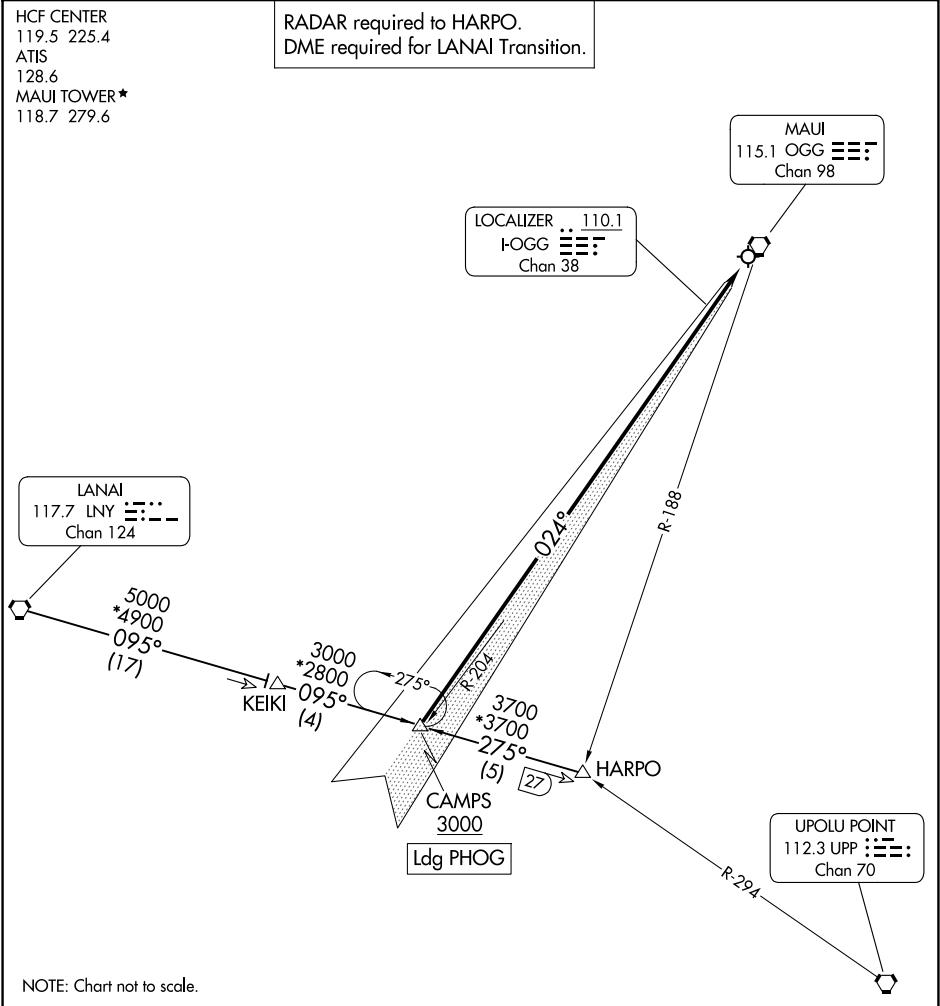 HCF CENTER
119.5 225.4
ATIS
128.6
MAUI TOWER★
118.7 279.6
RADAR required to HARPO.
DME required for LANAI Transition.
MAUI
115.1 OGG
Chan 98
LOCALIZER 110.1
I-OGG
Chan 38
R-188
024°
LANAI
117.7 LNY
Chan 124
5000
*4900
095°
(17)
KEIKI
3000
*2800
095°
(4)
275°
R-204
3700
*3700
275°
(5)
27
HARPO
CAMPS
3000
Ldg PHOG
UPOLU POINT
112.3 UPP
Chan 70
R-294
NOTE: Chart not to scale.